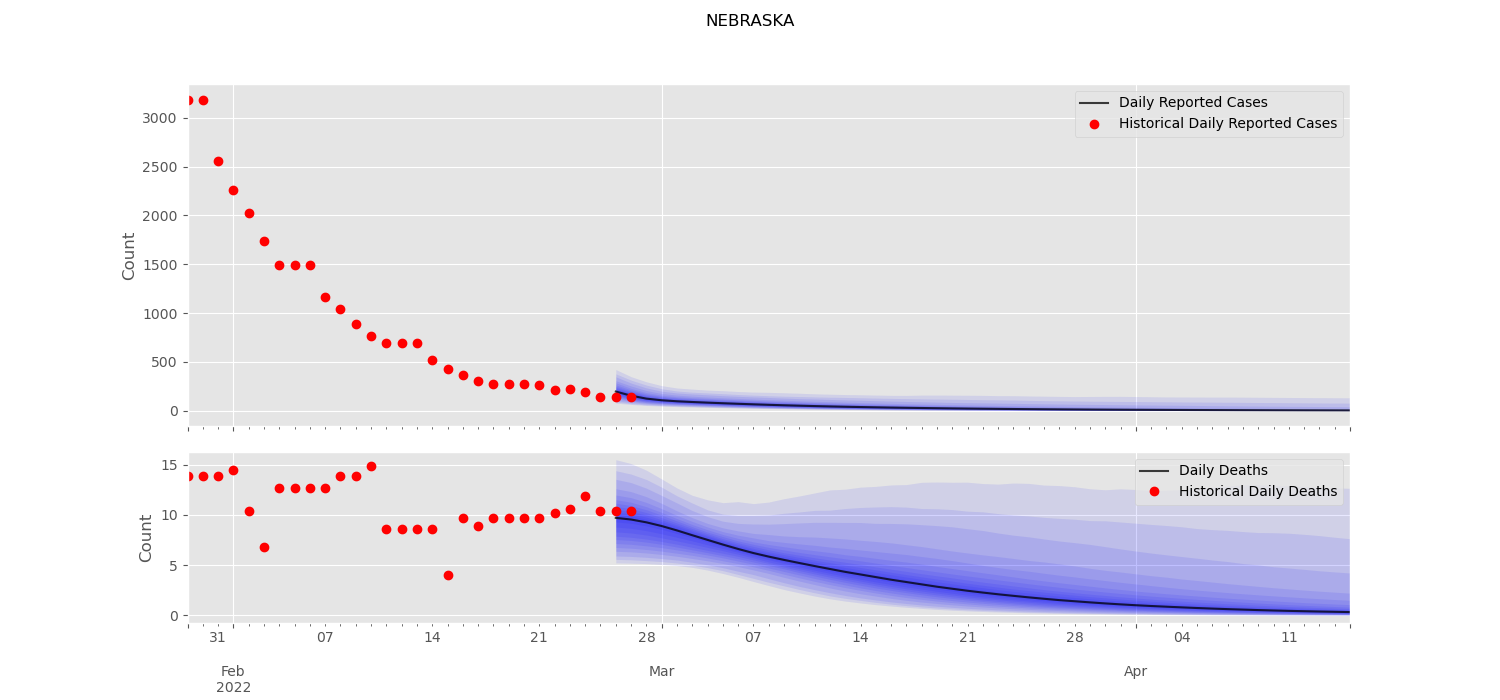 NEBRASKA
Daily Reported Cases
Historical Daily Reported Cases
3000
2500
2000
1500
1000
500
0
Count
Daily Deaths
Historical Daily Deaths
15
10
5
0
Count
31 07 14 21 28 07 14 21 28 04 11
Feb Mar Apr
2022